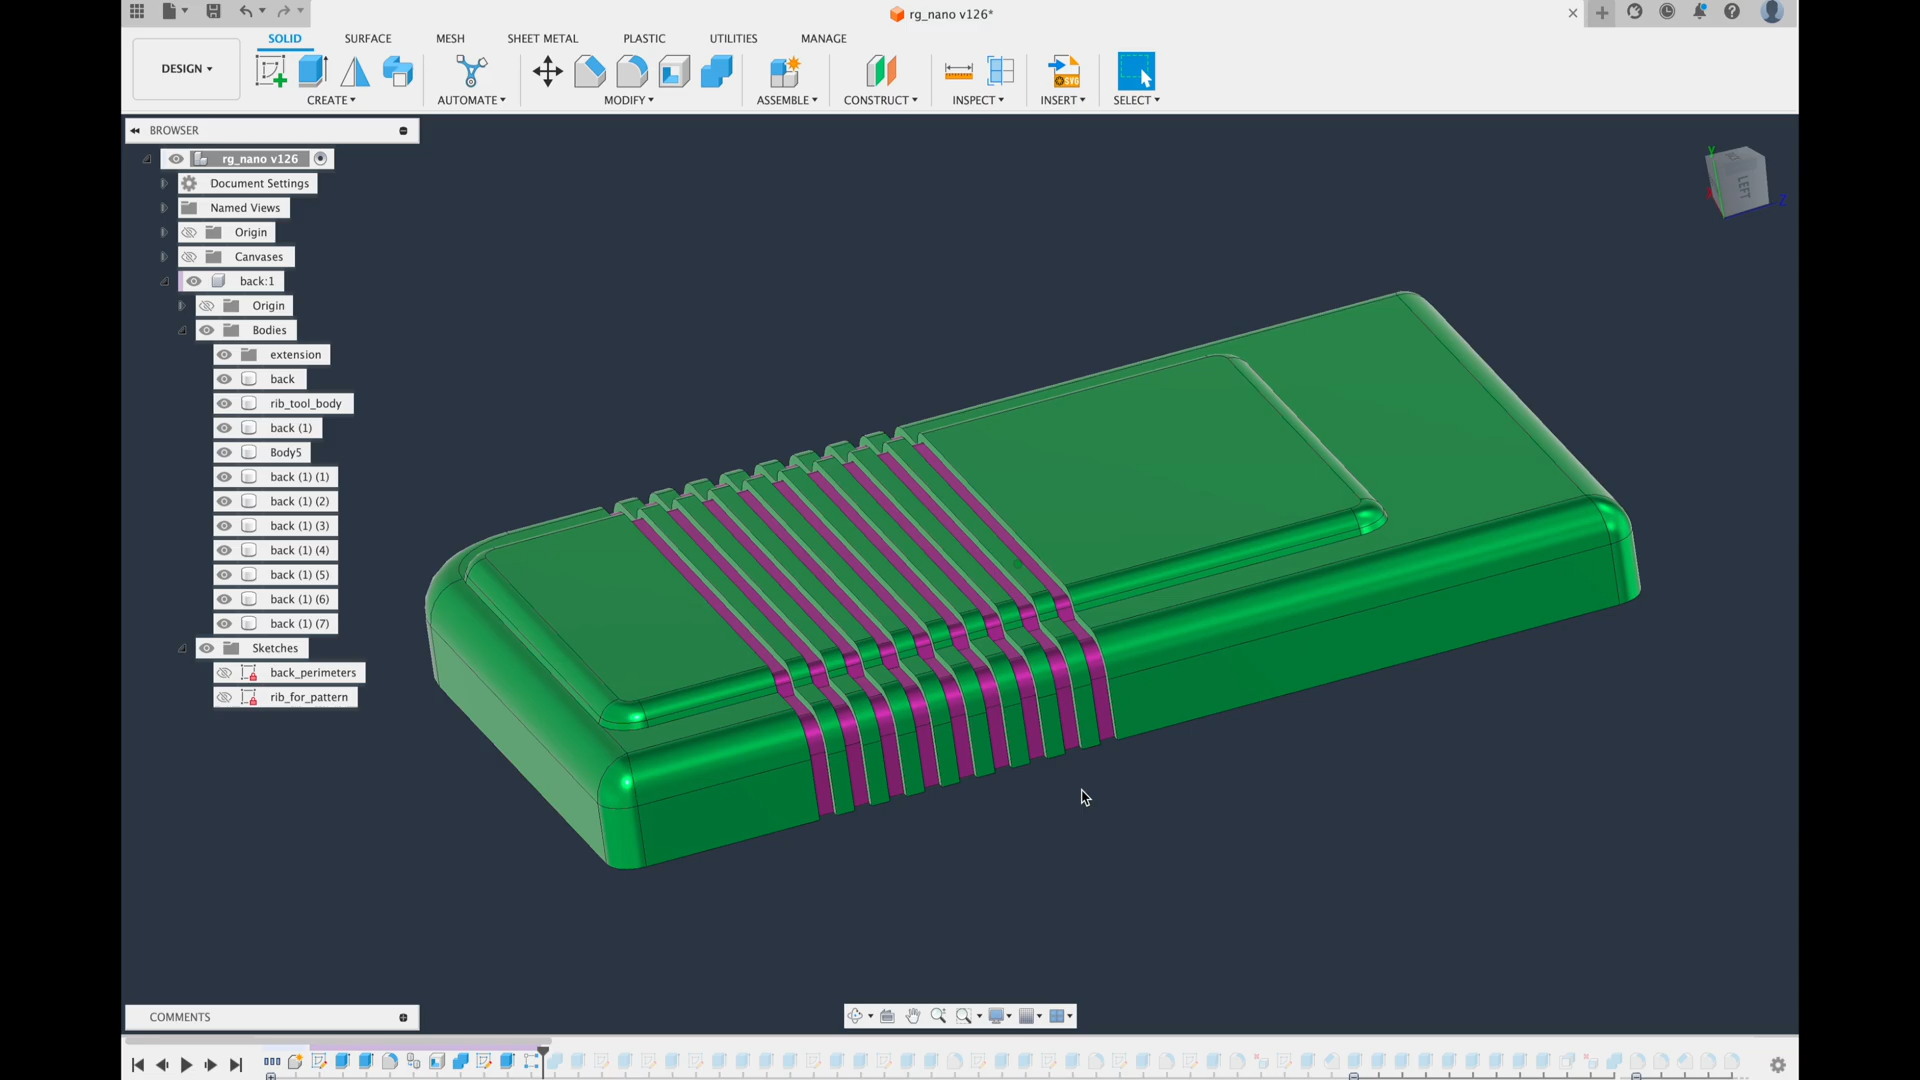 rg_nano v126*
SOLID SURFACE MESH SHEET METAL PLASTIC UTILITIES MANAGE
DESIGN
CREATE AUTOMATE MODIFY ASSEMBLE CONSTRUCT INSPECT INSERT SELECT
SVG
BROWSER
rg_nano v126
Document Settings
Named Views
Origin
Canvases
back:1
Origin
Bodies
extension
back
rib_tool_body
back (1)
Body5
back (1) (1)
back (1) (2)
back (1) (3)
back (1) (4)
back (1) (5)
back (1) (6)
back (1) (7)
Sketches
back_perimeters
rib_for_pattern
Y
LEFT
Z
COMMENTS